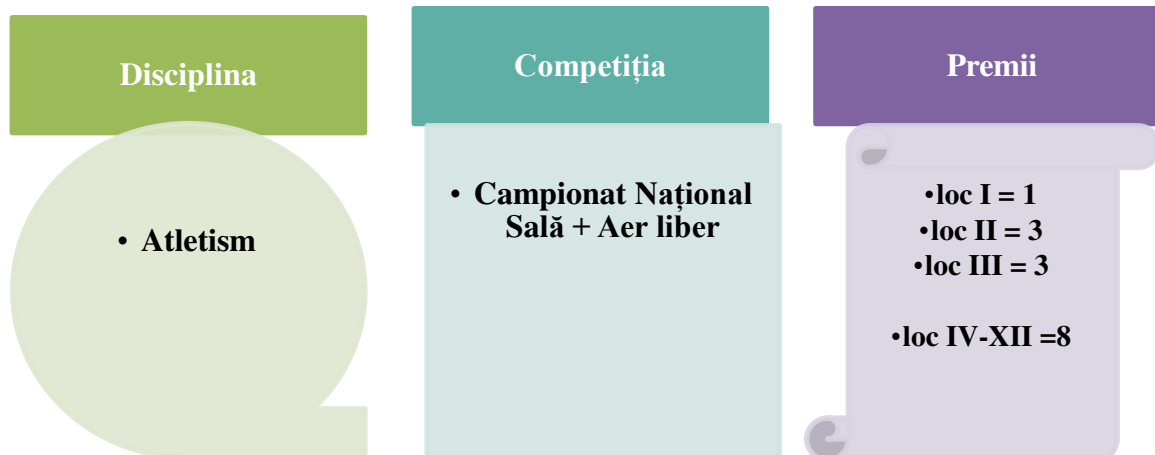 Disciplina
• Atletism
Competiția
• Campionat Național
Sală + Aer liber
Premii
•loc I = 1
•loc II = 3
•loc III = 3
•loc IV-XII =8